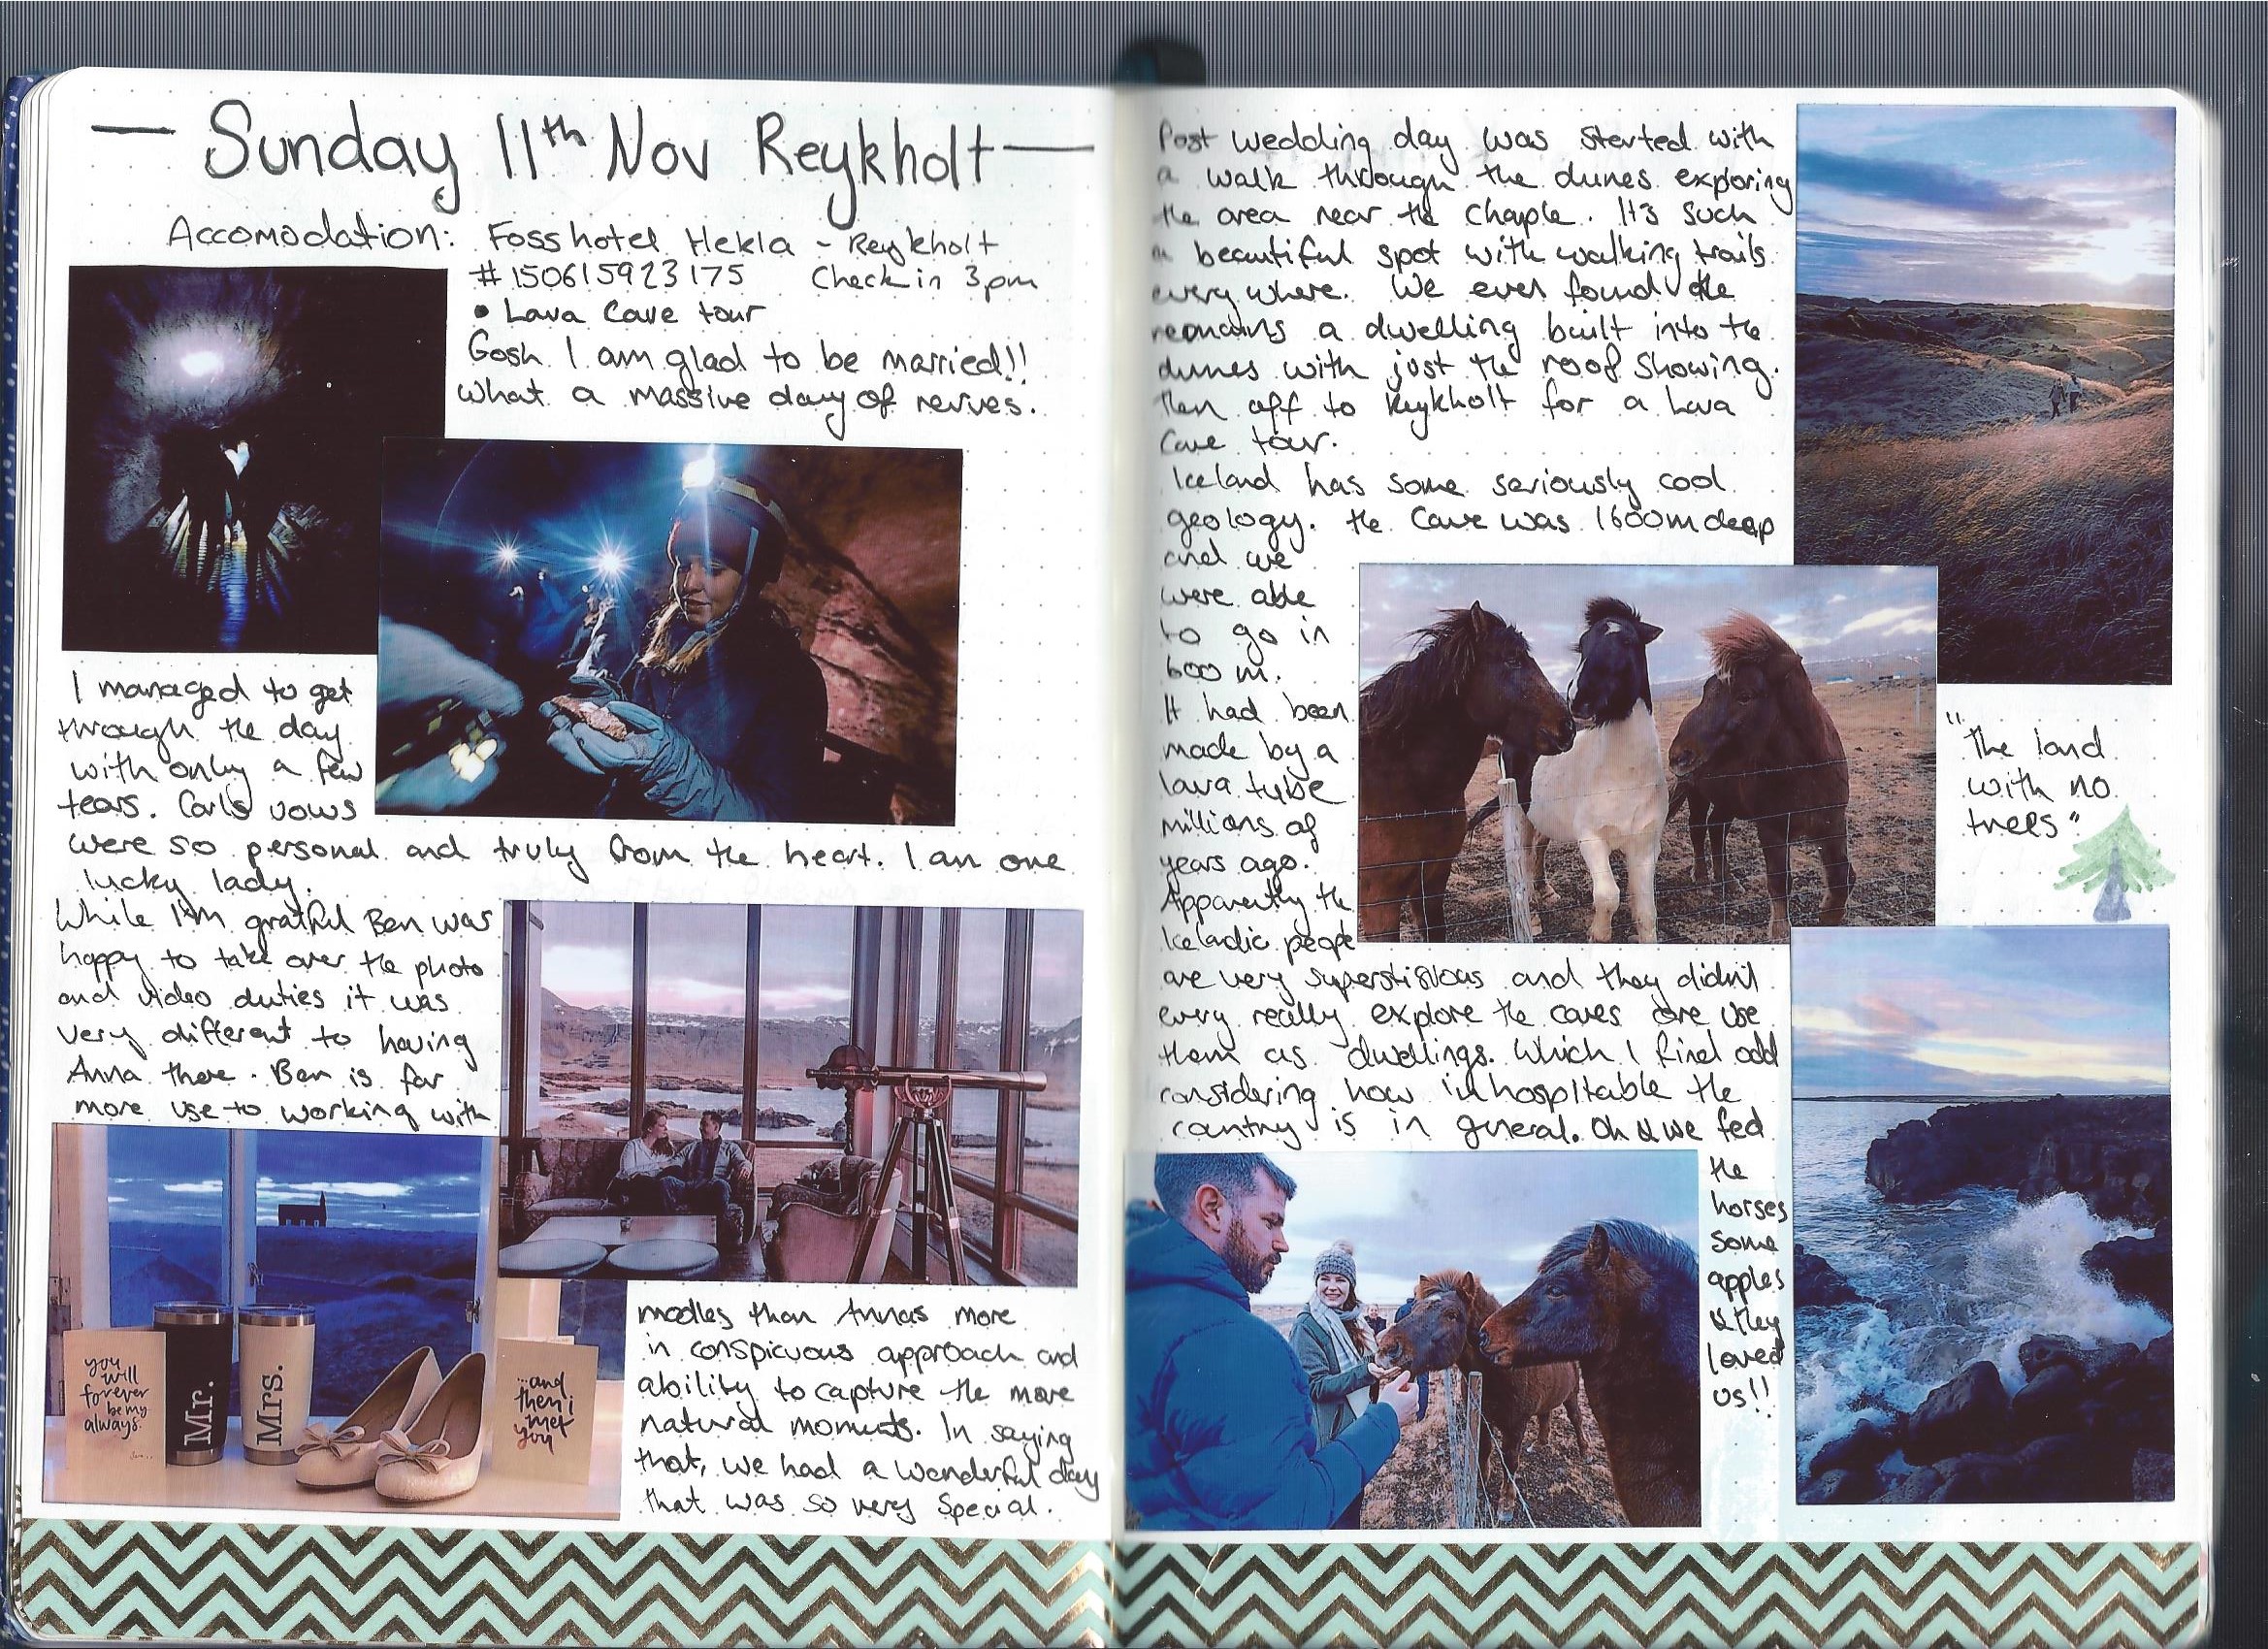 — Sunday 11th Nov Reykholt —
Accomodation: Fosshotel Hekla - Reykholt
#150615923175 Check in 3pm
• Lava Cave tour
Gosh I am glad to be married!!
What a massive day of nerves.
I managed to get
through the day
with only a few
tears. Carls vows
were so personal and truly from the heart. I am one
lucky lady.
While I'm grateful Ben was
happy to take over the photo
and video duties it was
very different to having
Anna there. Ben is far
more use to working with
modles than Annas more
in conspicuous approach and
ability to capture the more
natural moments. In saying
that, we had a wonderful day
that was so very special.
you
will
forever
be my
always.
Mr.
Mrs.
...and
then i
met
you
Post wedding day was started with
a walk through the dunes exploring
the area near the Chaple. It's such
a beautiful spot with walking trails
every where. We even found the
remains a dwelling built into the
dunes with just the roof showing.
Then off to Reykholt for a Lava
Cave tour.
Iceland has some seriously cool
geology. The Cave was 1600m deep
and we
were able
to go in
600 m.
It had been
made by a
lava tube
millions of
years ago.
Apparently the
Iceladic people
are very superstitious and they didn't
every really explore the caves ore use
them as dwellings. Which I find odd
considering how inhospitable the
country is in general. Oh & we fed
the
horses
some
apples
& they
loved
us!!
"The land
with no
trees"